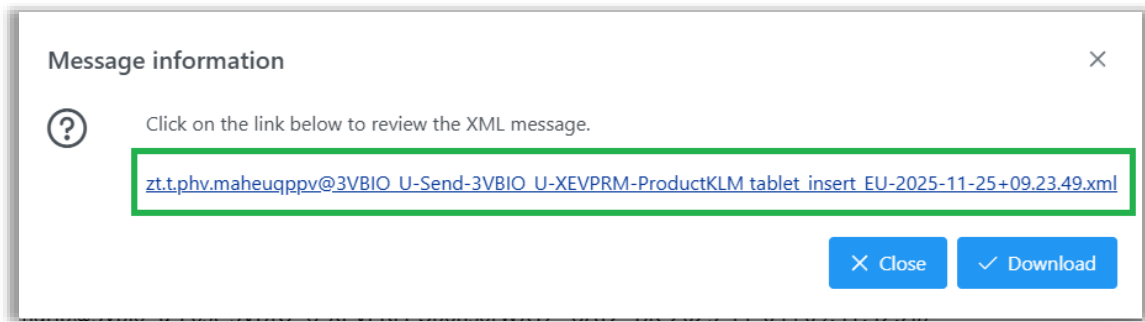 Message information
Click on the link below to review the XML message.
zt.t.phv.maheuqppv@3VBIO_U-Send-3VBIO_U-XEVPRM-ProductKLM tablet_insert_EU-2025-11-25+09.23.49.xml
Close
Download